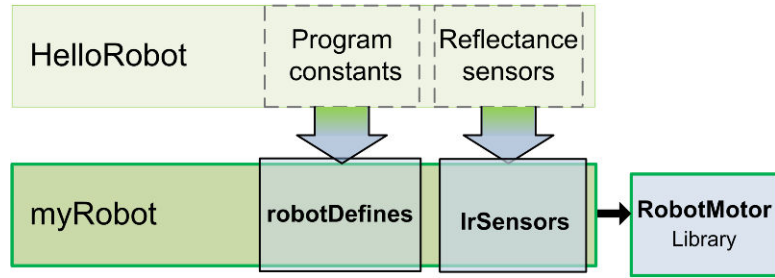 HelloRobot
Program
constants
Reflectance
sensors
myRobot
robotDefines
IrSensors
RobotMotor
Library